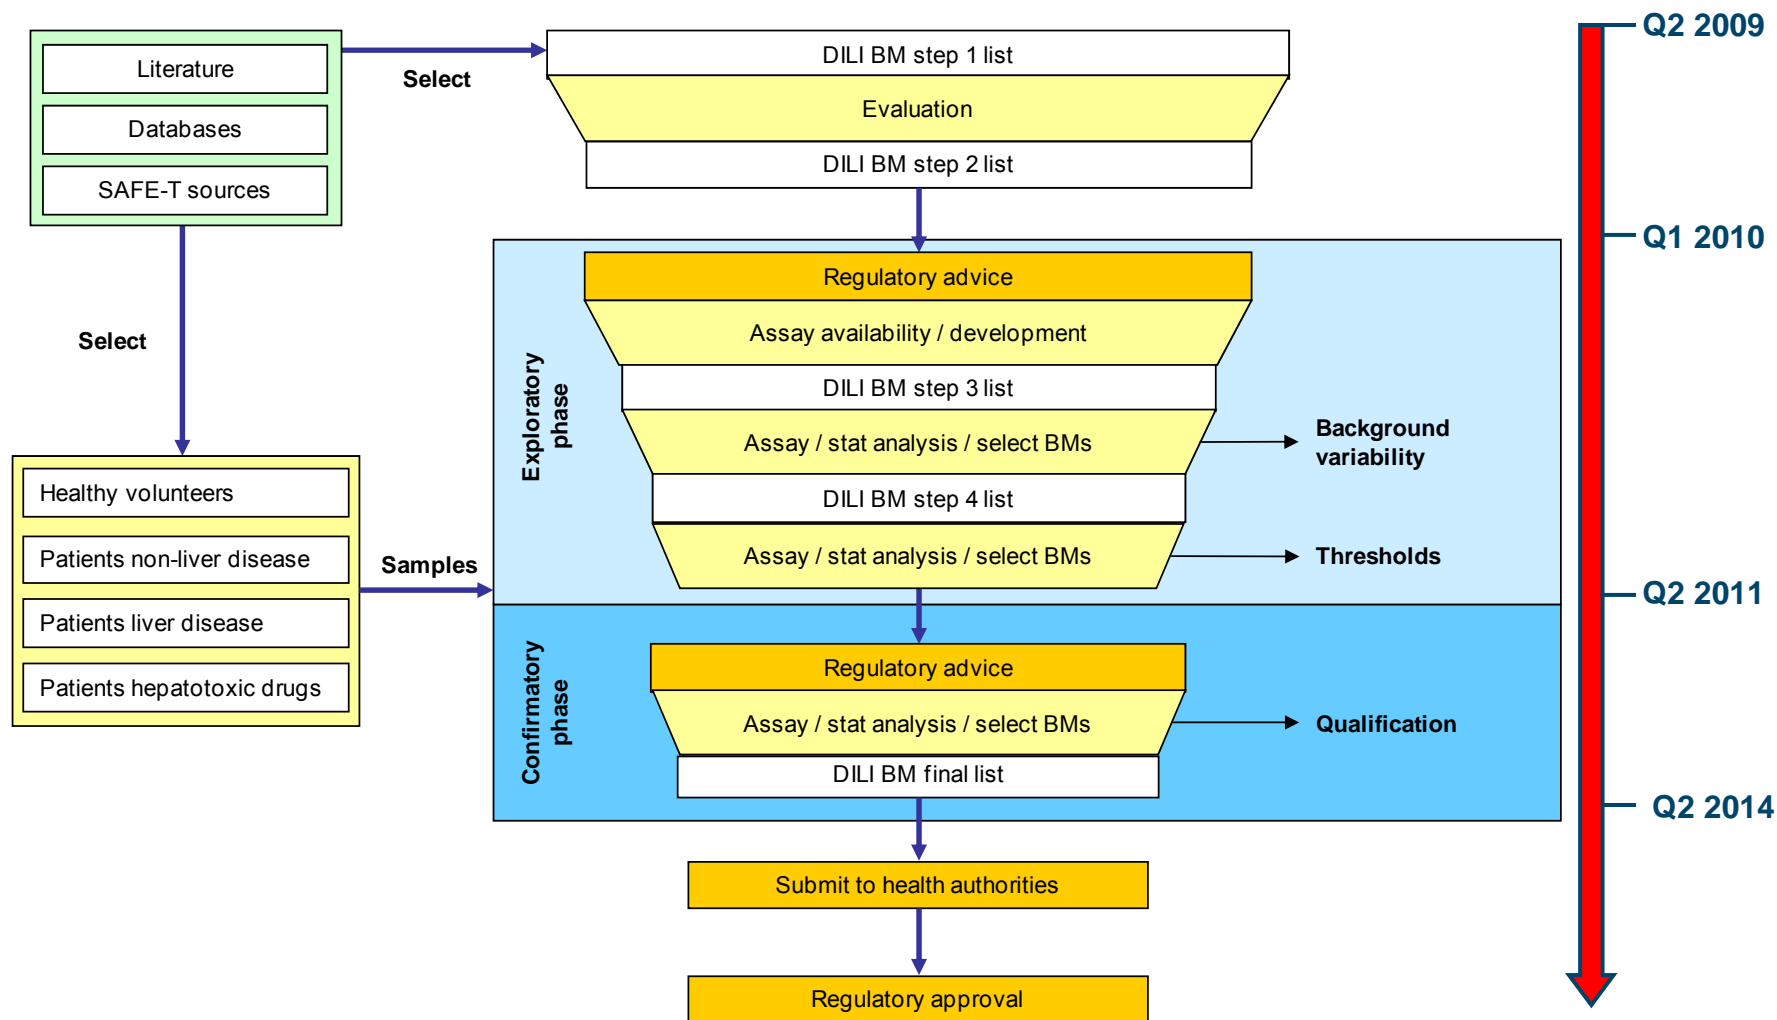 Literature
Databases
SAFE-T sources
Select
DILI BM step 1 list
Evaluation
DILI BM step 2 list
Q2 2009
Q1 2010
Select
Exploratory
phase
Regulatory advice
Assay availability / development
DILI BM step 3 list
Assay / stat analysis / select BMs
Background
variability
DILI BM step 4 list
Assay / stat analysis / select BMs
Thresholds
Healthy volunteers
Patients non-liver disease
Patients liver disease
Patients hepatotoxic drugs
Samples
Q2 2011
Confirmatory
phase
Regulatory advice
Assay / stat analysis / select BMs
Qualification
DILI BM final list
Q2 2014
Submit to health authorities
Regulatory approval